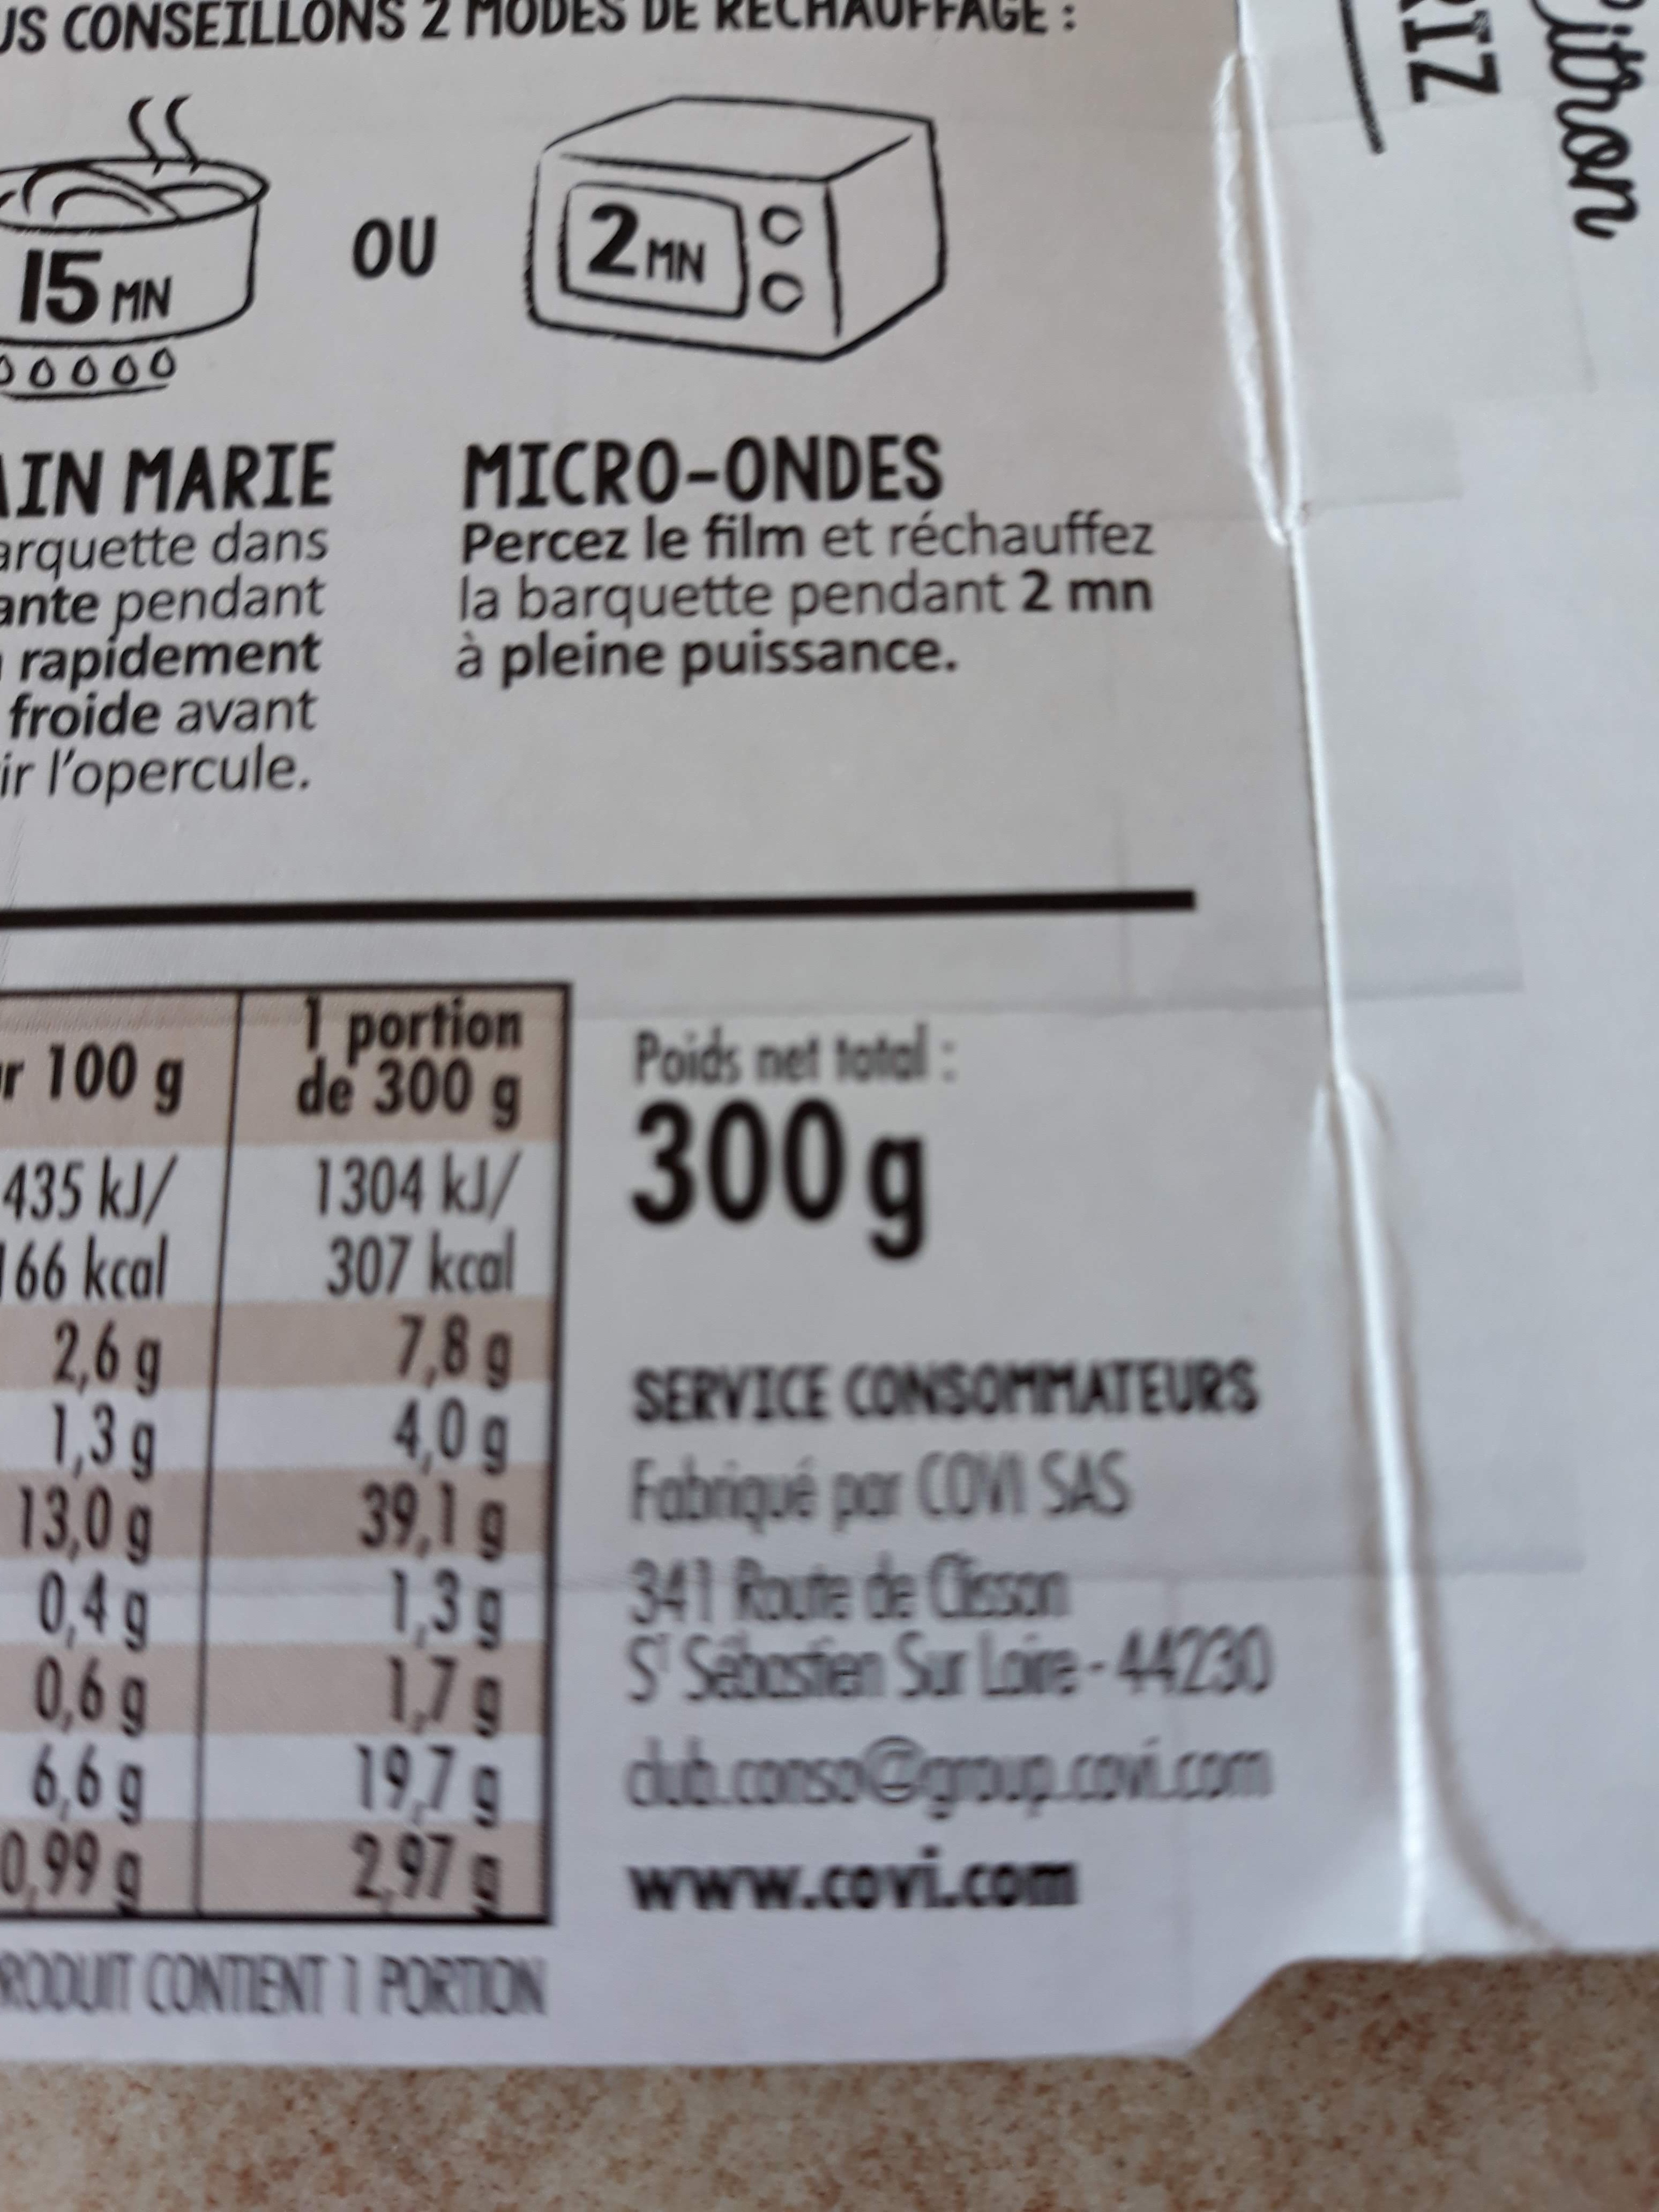 US CONSEILLONS 2 MODES DE RÉCHAUFFAGE :
15 MN
OU
2 MN
AIN MARIE
arquette dans
ante pendant
rapidement
froide avant
ir l'opercule.
MICRO-ONDES
Percez le film et réchauffez
la barquette pendant 2 mn
à pleine puissance.
r 100 g
1 portion
de 300 g
435 kJ/ 1304 kJ/
166 kcal 307 kcal
2,6 g 7,8 g
1,3 g 4,0 g
13,0 g 39,1 g
0,4 g 1,3 g
0,6 g 1,7 g
6,6 g 19,7 g
0,99 g 2,97 g
RODUIT CONTIENT 1 PORTION
Poids net total :
300 g
SERVICE CONSOMMATEURS
Fabriqué par COVI SAS
341 Route de Clisson
St Sébastien Sur Loire - 44230
club.conso@group.covi.com
www.covi.com
Citron
RIZ